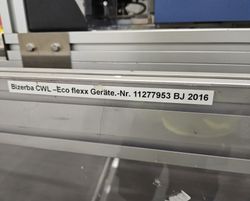 Bizerba CWL –Eco flexx Geräte.-Nr. 11277953 BJ 2016